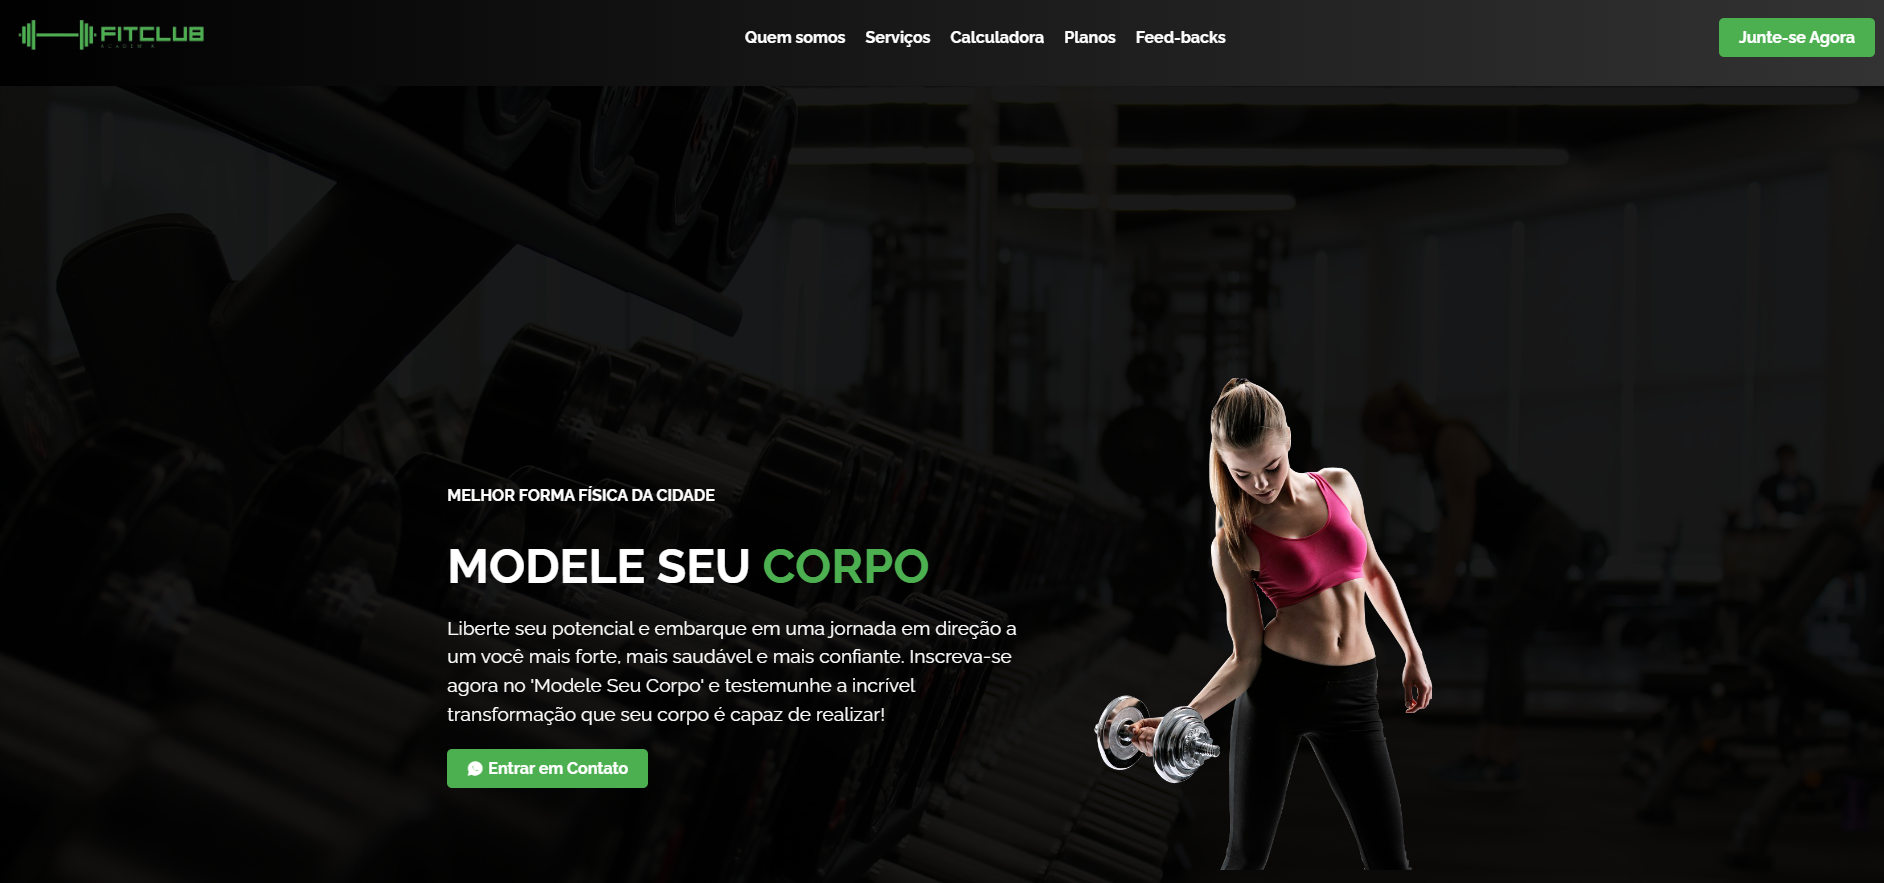 FITCLUB
ACADEMIA
Quem somos Serviços Calculadora Planos Feed-backs
Junte-se Agora
MELHOR FORMA FÍSICA DA CIDADE
MODELE SEU CORPO
Liberte seu potencial e embarque em uma jornada em direção a
um você mais forte, mais saudável e mais confiante. Inscreva-se
agora no 'Modele Seu Corpo' e testemunhe a incrível
transformação que seu corpo é capaz de realizar!
Entrar em Contato